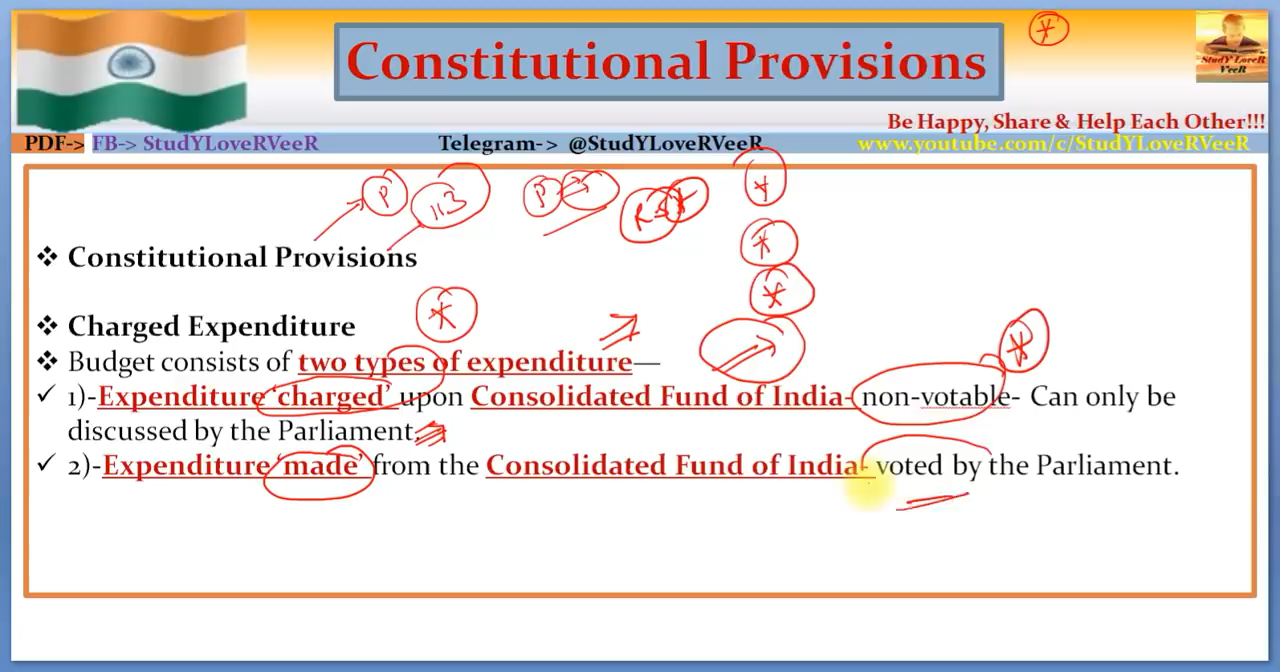 Constitutional Provisions
StudY LoveR
VeeR
Be Happy, Share & Help Each Other!!!
PDF-> FB-> StudYLoveRVeeR Telegram-> @StudYLoveRVeeR www.youtube.com/c/StudYLoveRVeeR
P 113 P
❖ Constitutional Provisions
❖ Charged Expenditure
❖ Budget consists of two types of expenditure—
✓ 1)-Expenditure ‘charged’ upon Consolidated Fund of India- non-votable- Can only be
discussed by the Parliament.
✓ 2)-Expenditure ‘made’ from the Consolidated Fund of India- voted by the Parliament.